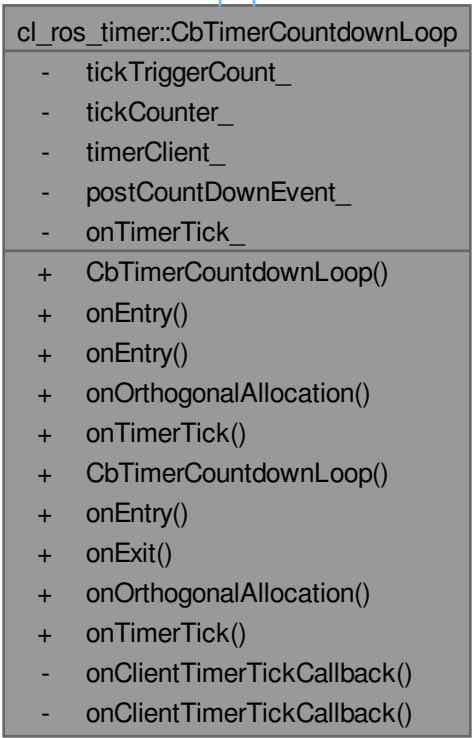 cl_ros_timer::CbTimerCountdownLoop
- tickTriggerCount_
- tickCounter_
- timerClient_
- postCountDownEvent_
- onTimerTick_
+ CbTimerCountdownLoop()
+ onEntry()
+ onEntry()
+ onOrthogonalAllocation()
+ onTimerTick()
+ CbTimerCountdownLoop()
+ onEntry()
+ onExit()
+ onOrthogonalAllocation()
+ onTimerTick()
- onClientTimerTickCallback()
- onClientTimerTickCallback()